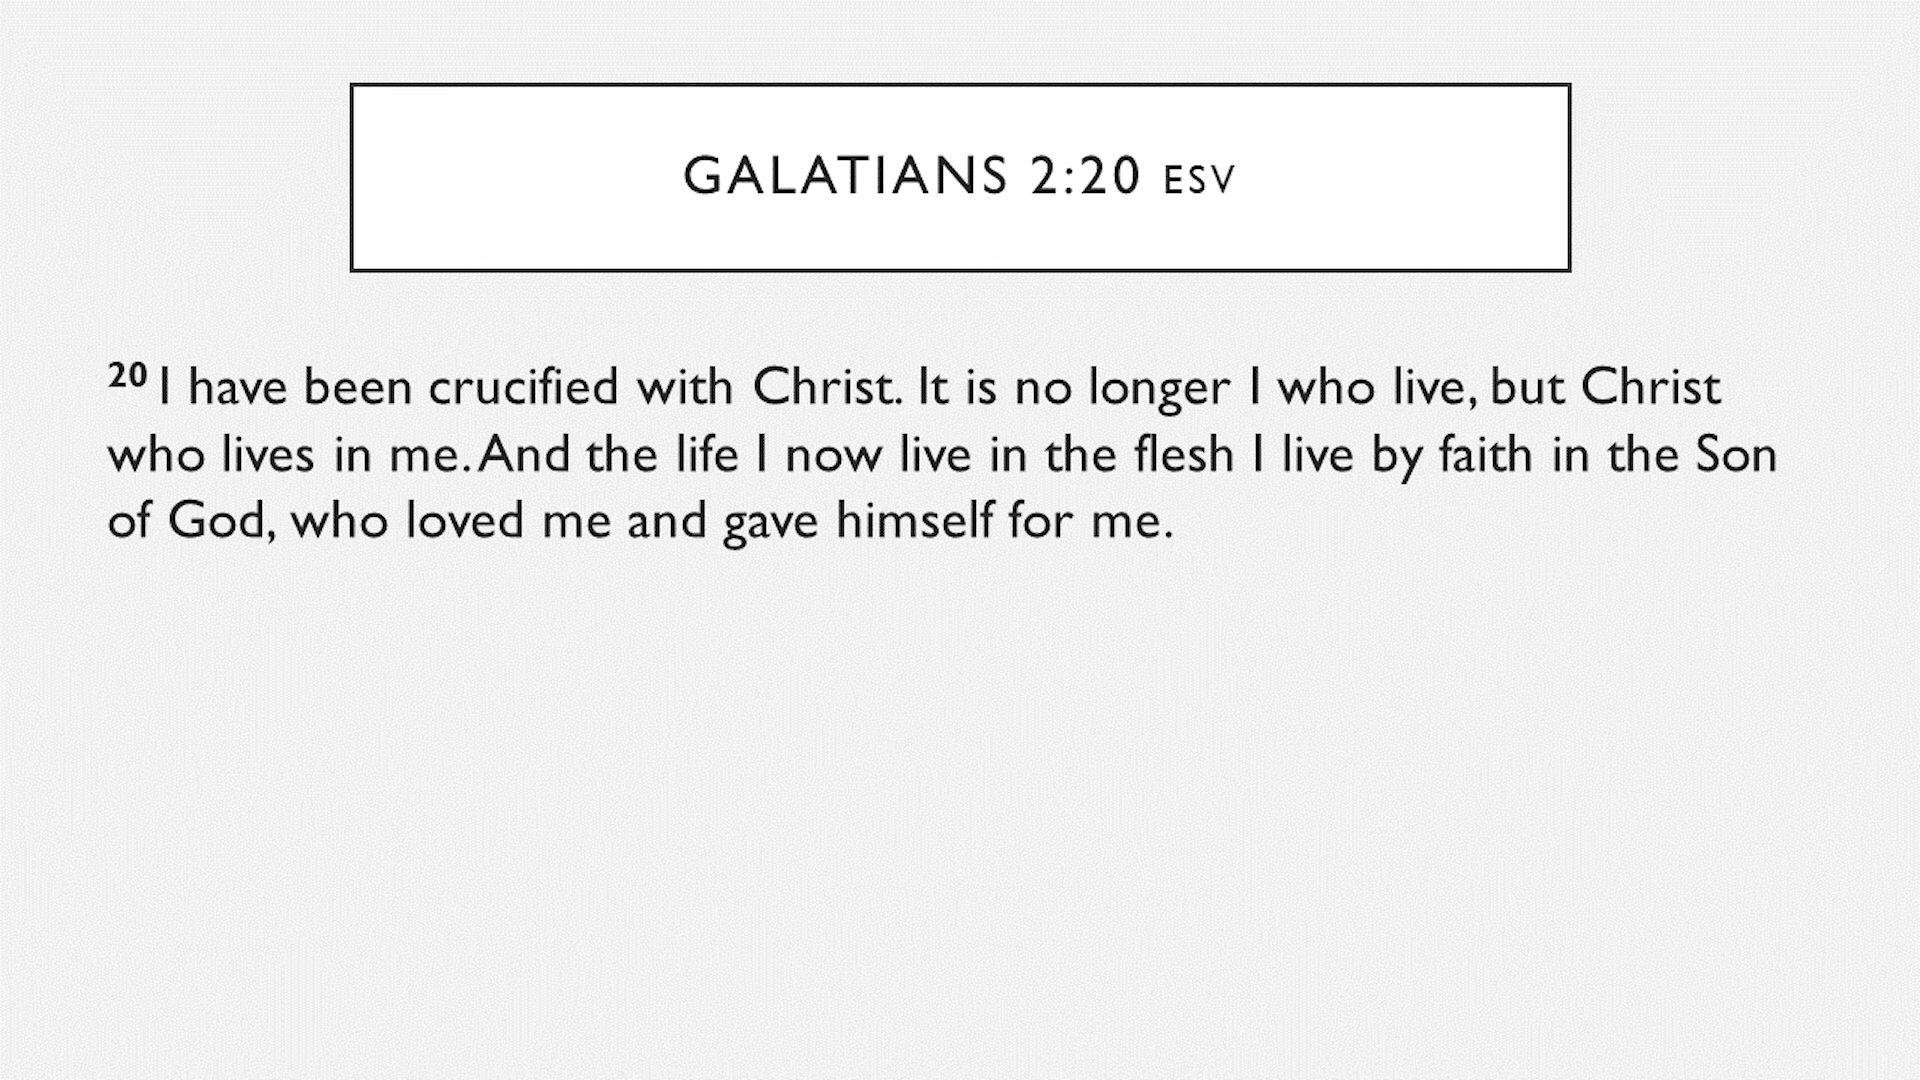 GALATIANS 2:20 ESV
20 I have been crucified with Christ. It is no longer I who live, but Christ
who lives in me. And the life I now live in the flesh I live by faith in the Son
of God, who loved me and gave himself for me.